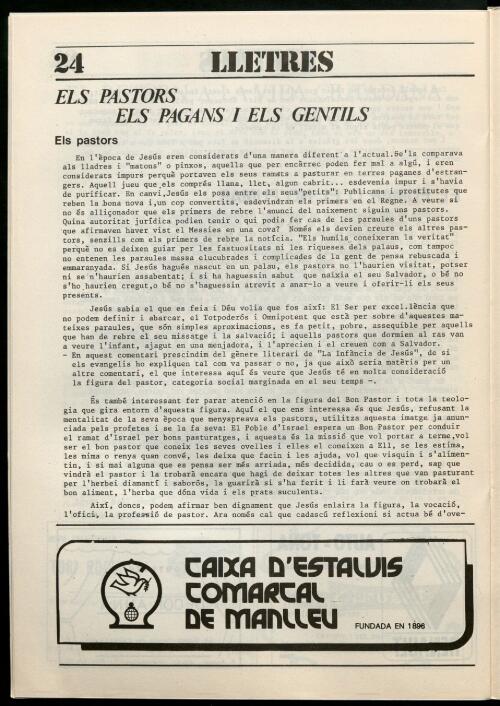 24 LLETRES
ELS PASTORS
ELS PAGANS I ELS GENTILS
Els pastors
En l'època de Jesús eren considerats d'una manera diferent a l'actual.Se'ls comparava
als lladres i "matons" o pinxos, aquells que per encàrrec poden fer mal a algú, i eren
considerats impurs perquè portaven els seus ramats a pasturar en terres paganes d'estran-
gers. Aquell jueu que els comprés llana, llet, algun cabrit... esdevenia impur i s'havia
de purificar. En canvi,Jesús els posa entre els seus"petits": Publicans i prostitutes que
reben la bona nova i,un cop convertits, esdevindran els primers en el Regne. A veure si
no és alliçonador que els primers de rebre l'anunci del naixement siguin uns pastors.
Quina autoritat jurídica podien tenir o qui podia fer cas de les paraules d'uns pastors
que afirmaven haver vist el Messies en una cova? Només els devien creure els altres pas-
tors, senzills com els primers de rebre la notícia. "Els humils coneixeran la veritat"
perquè no es deixen guiar per les fastuositats ni les riqueses dels palaus, com tampoc
no entenen les paraules massa elucubrades i complicades de la gent de pensa rebuscada i
emmaranyada. Si Jesús hagués nascut en un palau, els pastors no l'haurien visitat, potser
ni se n'haurien assabentat; i si ha haguessin sabut que naixia el seu Salvador, o bé no
s'ho haurien cregut,o bé no s'haguessin atrevit a anar-lo a veure i oferir-li els seus
presents.
Jesús sabia el que es feia i Déu volia que fos així: El Ser per excel.lència que
no podem definir i abarcar, el Totpoderós i Omnipotent que està per sobre d'aquestes ma-
teixes paraules, que són simples aproximacions, es fa petit, pobre, assequible per aquells
que han de rebre el seu missatge i la salvació; i aquells pastors que dormien al ras van
a veure l'infant, ajagut en una menjadora, i l'aprecien i el creuen com a Salvador.
- En aquest comentari prescindim del gènere literari de "La Infància de Jesús", de si
els evangelis ho expliquen tal com va passar o no, ja que això seria matèria per un
altre comentari, el que interessa aquí és veure que Jesús té en molta consideració
la figura del pastor, categoria social marginada en el seu temps -.
És també interessant fer parar atenció en la figura del Bon Pastor i tota la teolo-
gia que gira entorn d'aquesta figura. Aquí el que ens interessa és que Jesús, refusant la
mentalitat de la seva època que menyspreava els pastors, utilitza aquesta imatge ja anun-
ciada pels profetes i se la fa seva: El Poble d'Israel espera un Bon Pastor per conduir
el ramat d'Israel per bons pasturatges, i aquesta és la missió que vol portar a terme,vol
ser el bon pastor que coneix les seves ovelles i elles el coneixen a Ell, se les estima,
les mima o renya quan convé, les deixa que facin i les ajuda, vol que visquin i s'alimen-
tin, i si mai alguna que es pensa ser més arriada, més decidida, cau o es perd, sap que
vindrà el pastor i la trobarà encara que hagi de deixar totes les altres que van pasturant
per l'herbei diamantí i saborós, la guarirà si s'ha ferit i li farà veure on trobarà el
bon aliment, l'herba que dóna vida i els prats suculents.
Així, doncs, podem afirmar ben dignament que Jesús enlaira la figura, la vocació,
l'ofici, la professió de pastor. Ara només cal que cadascú reflexioni si actua bé d'ove-
CAIXA D'ESTALVIS
COMARCAL
DE MANLLEU
FUNDADA EN 1896